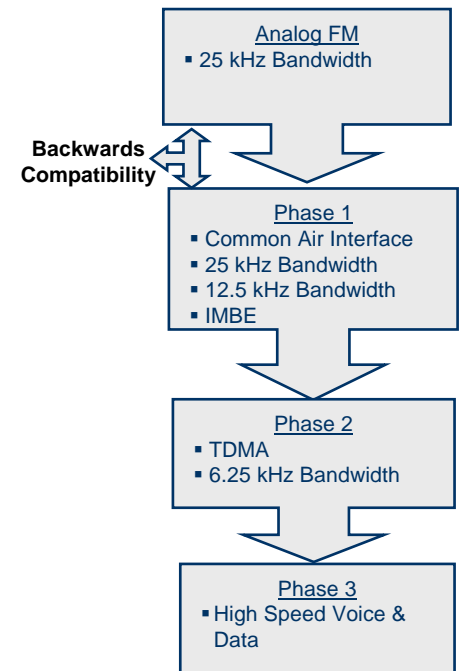 Analog FM
▪ 25 kHz Bandwidth
Backwards
Compatibility
Phase 1
▪ Common Air Interface
▪ 25 kHz Bandwidth
▪ 12.5 kHz Bandwidth
▪ IMBE
Phase 2
▪ TDMA
▪ 6.25 kHz Bandwidth
Phase 3
▪ High Speed Voice &
Data